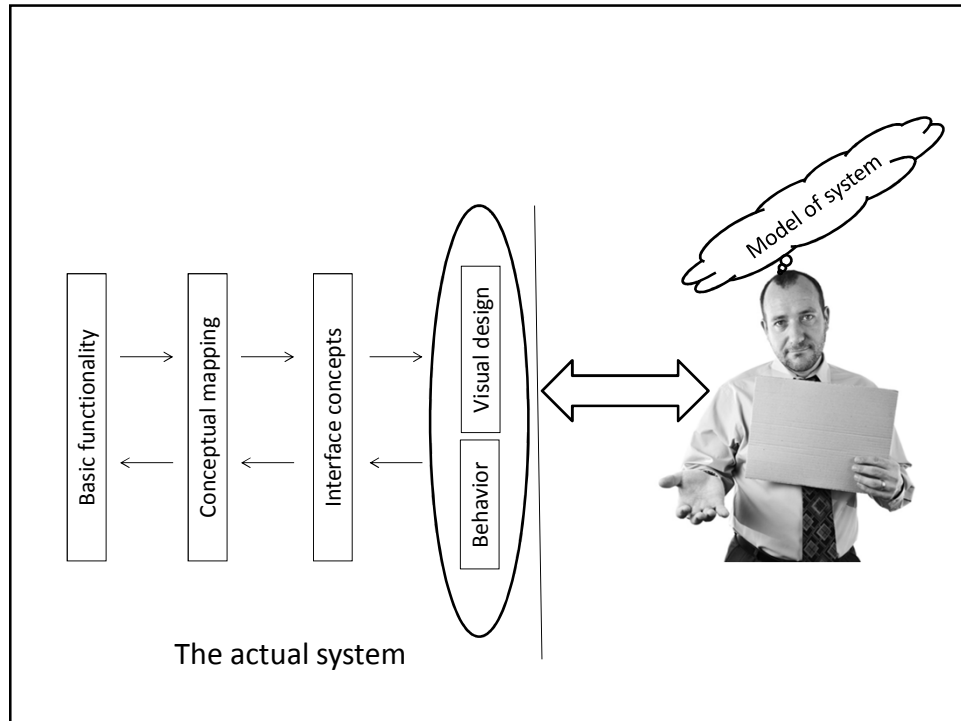 Basic functionality
Conceptual mapping
Interface concepts
Behavior
Visual design
Model of system
The actual system